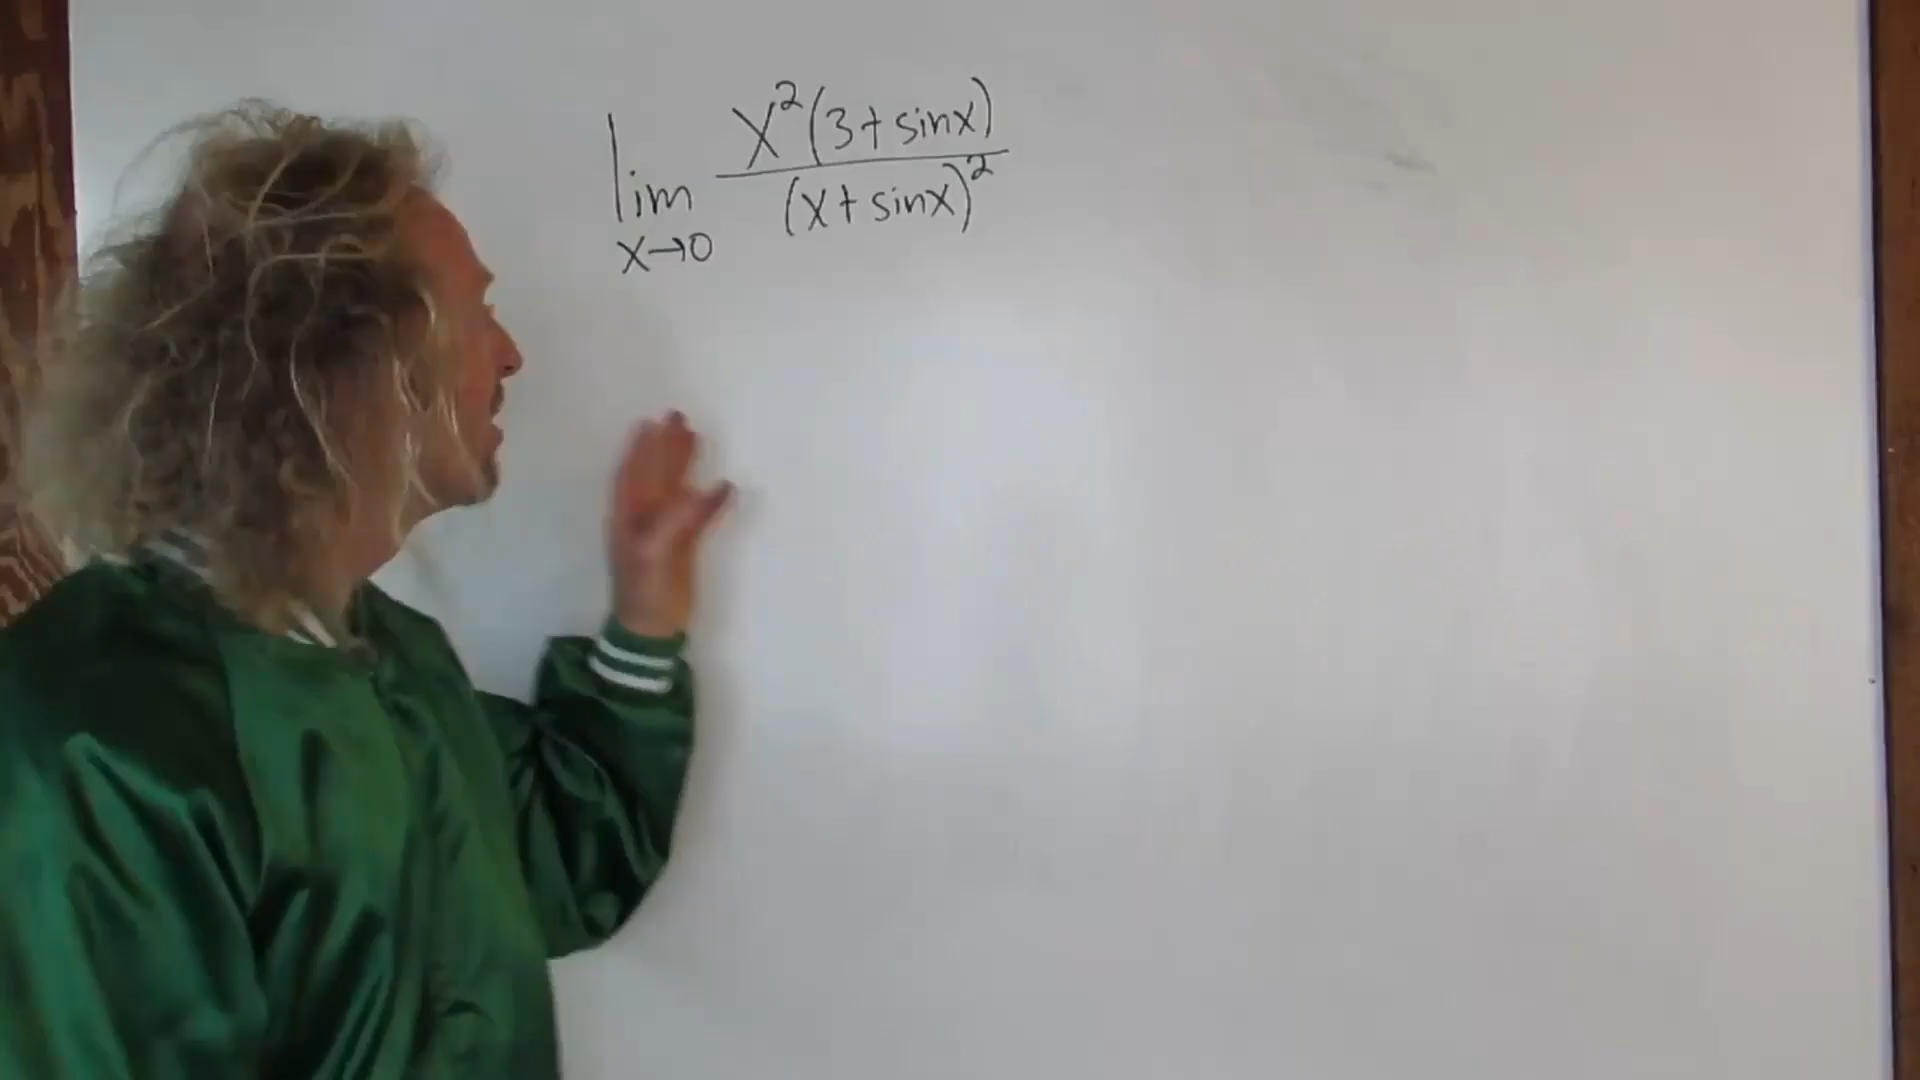 lim x²(3+sinx)
x→0 (x+sinx)²